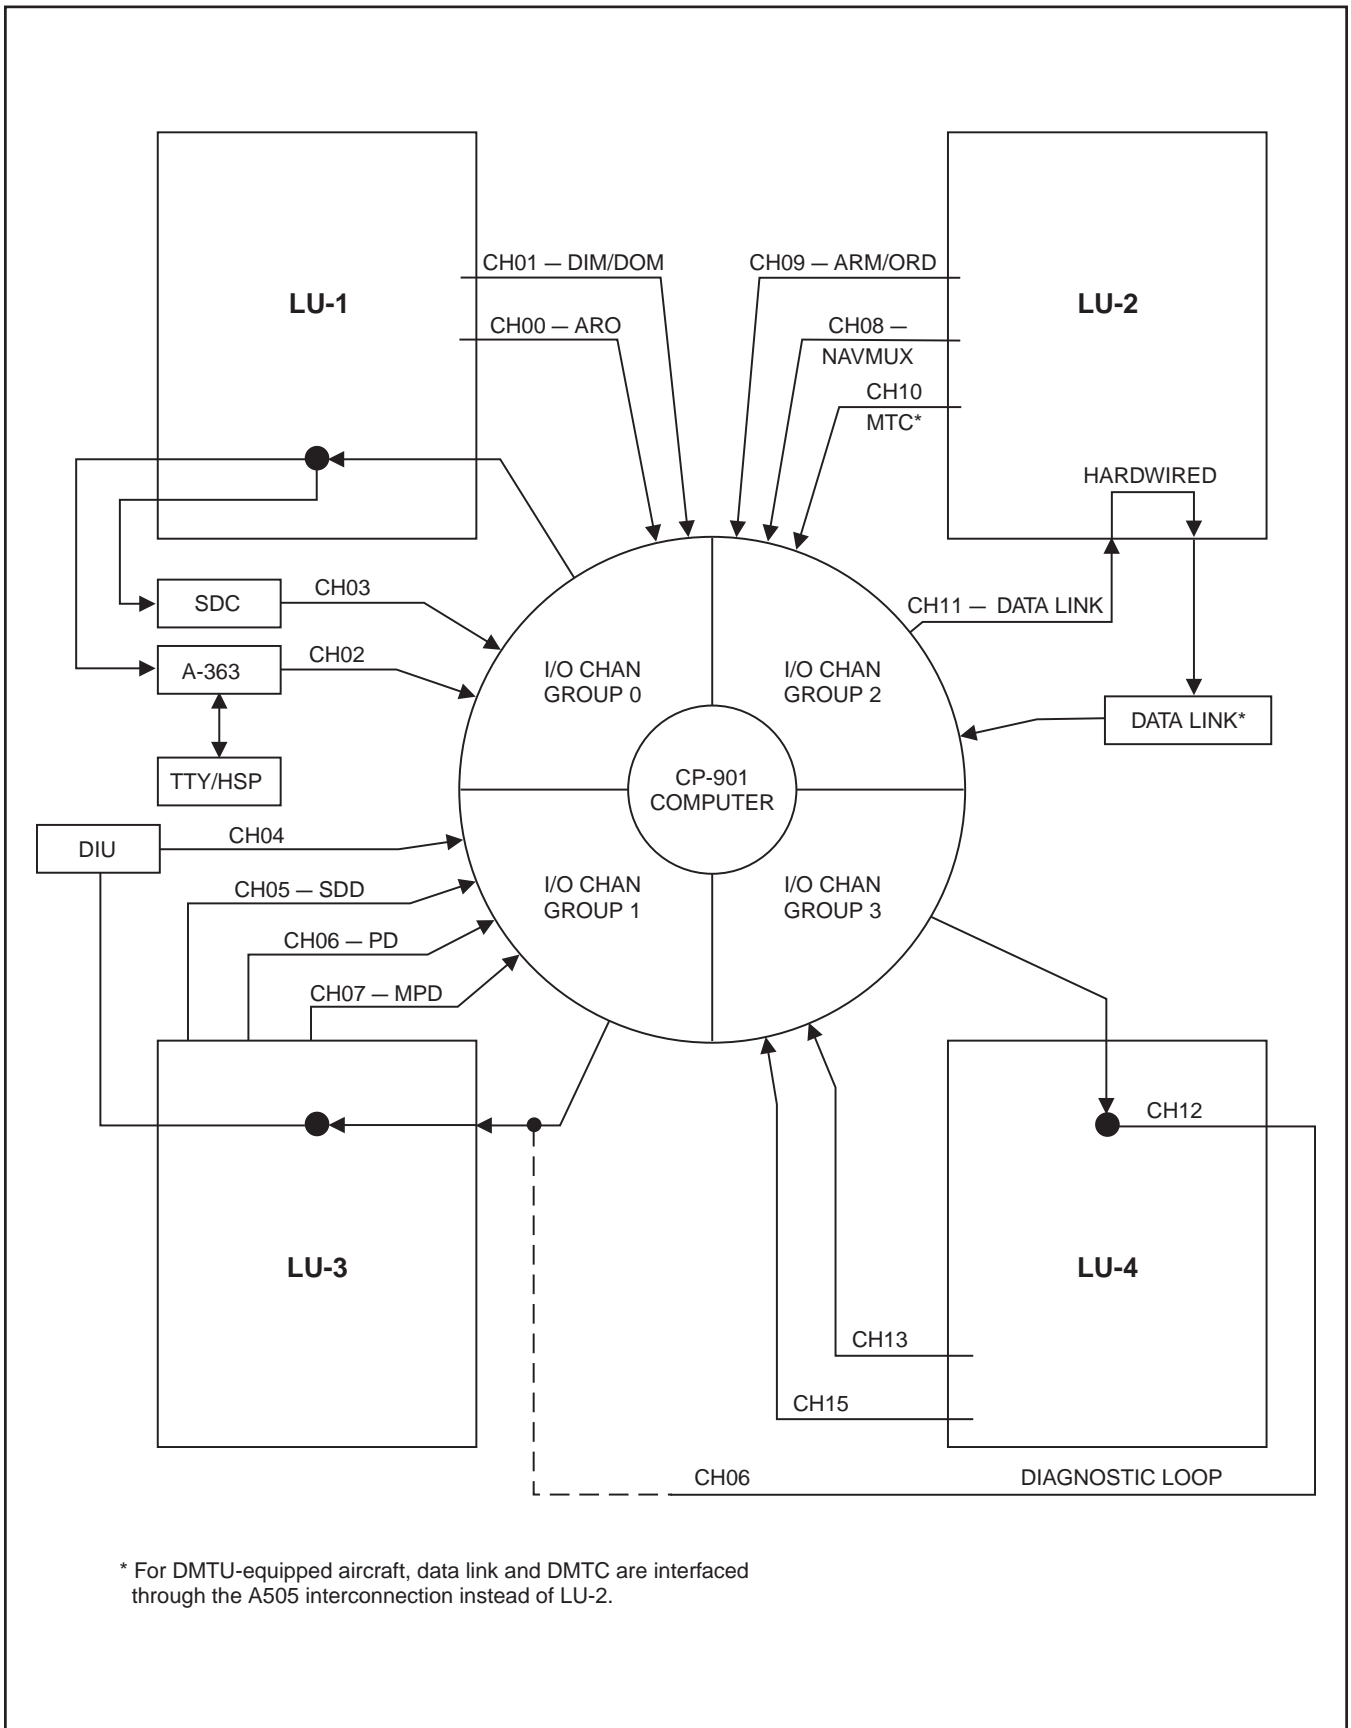 LU-1
CH01 — DIM/DOM
CH00 — ARO
CH09 — ARM/ORD
CH08 —
NAVMUX
CH10
MTC*
LU-2
HARDWIRED
SDC
CH03
A-363
CH02
TTY/HSP
CH11 — DATA LINK
DATA LINK*
I/O CHAN
GROUP 0
I/O CHAN
GROUP 2
CP-901
COMPUTER
I/O CHAN
GROUP 1
I/O CHAN
GROUP 3
DIU
CH04
CH05 — SDD
CH06 — PD
CH07 — MPD
LU-3
CH12
LU-4
CH13
CH15
CH06
DIAGNOSTIC LOOP
* For DMTU-equipped aircraft, data link and DMTC are interfaced
through the A505 interconnection instead of LU-2.